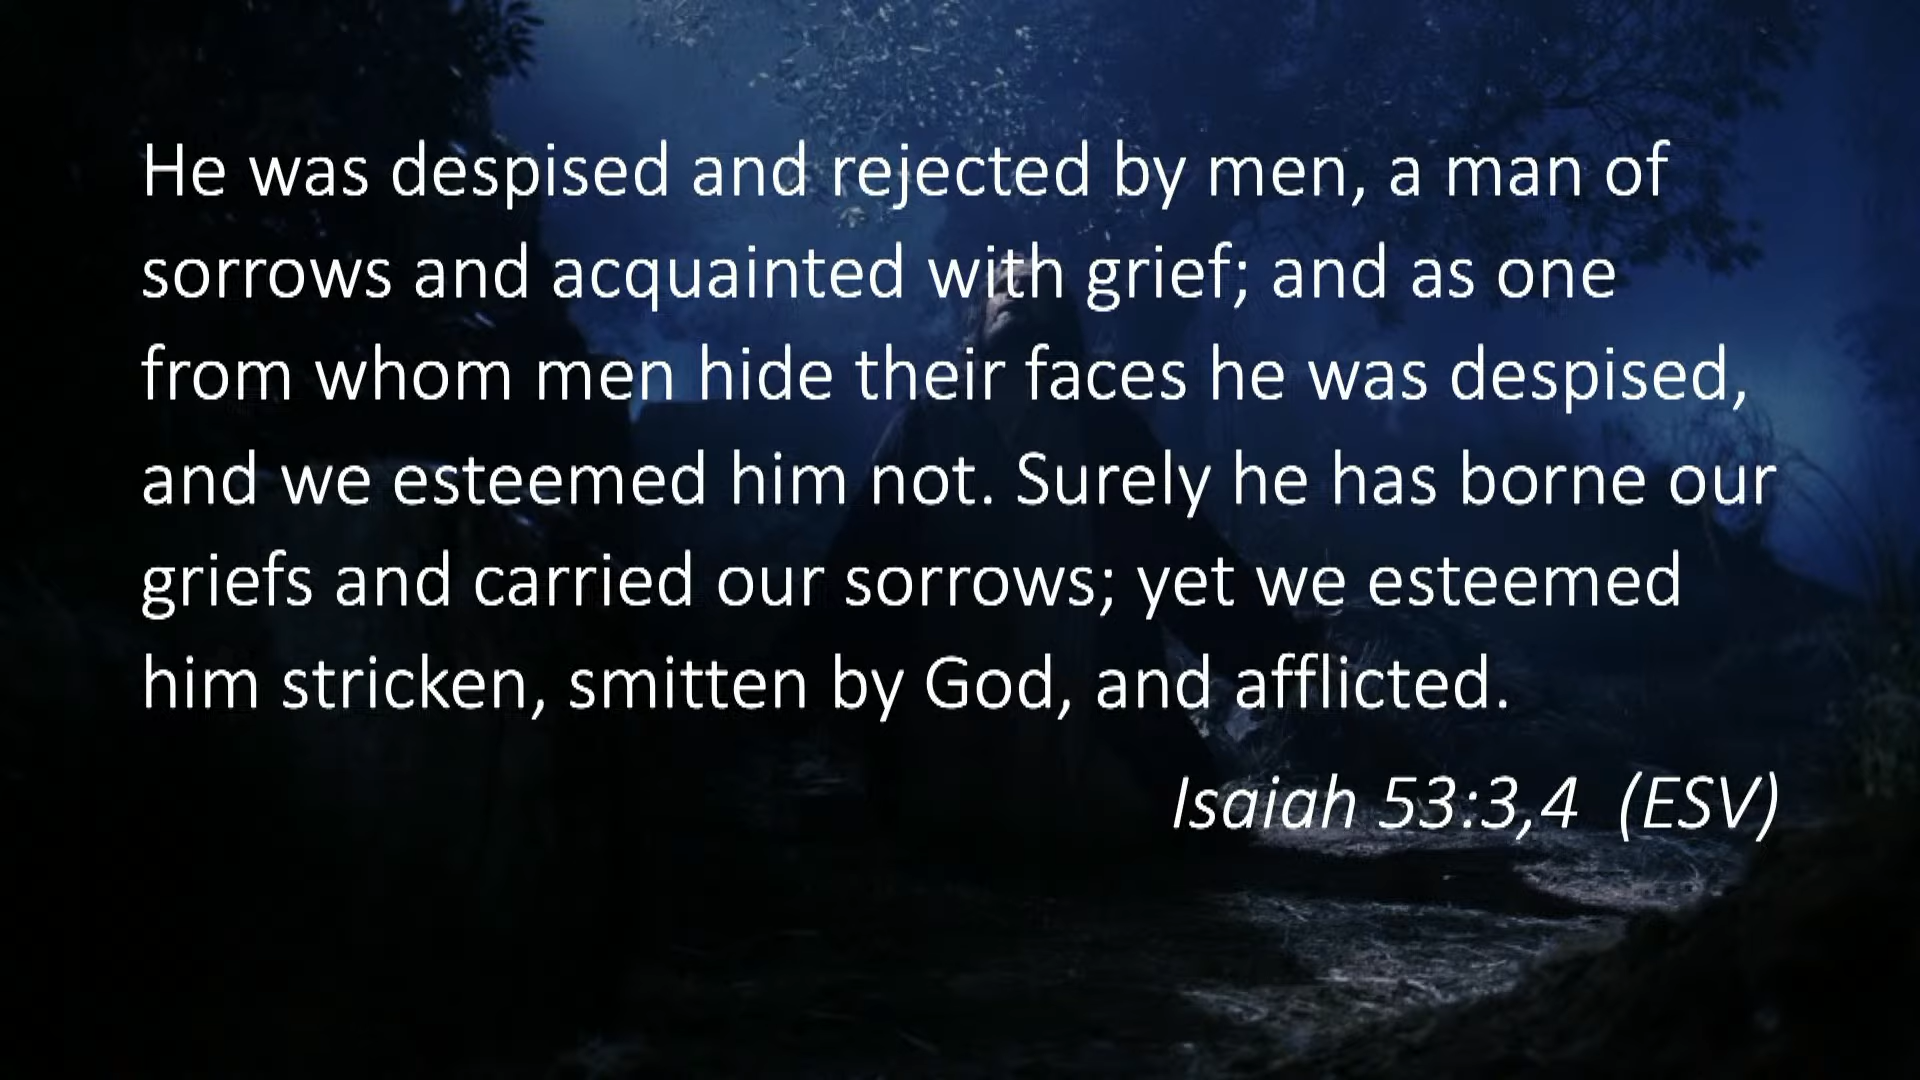 He was despised and rejected by men, a man of
sorrows and acquainted with grief; and as one
from whom men hide their faces he was despised,
and we esteemed him not. Surely he has borne our
griefs and carried our sorrows; yet we esteemed
him stricken, smitten by God, and afflicted.
Isaiah 53:3,4 (ESV)